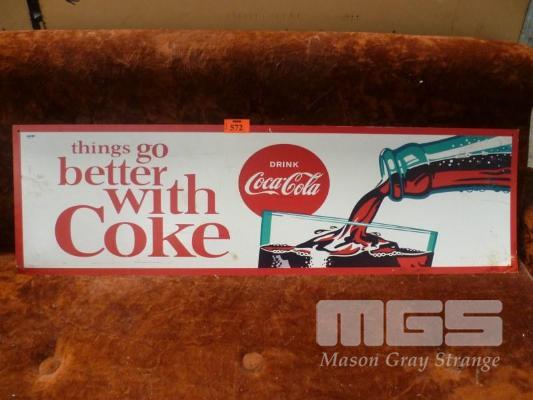 572
things go
better
with
Coke
DRINK
Coca-Cola
MGS
Mason Gray Strange